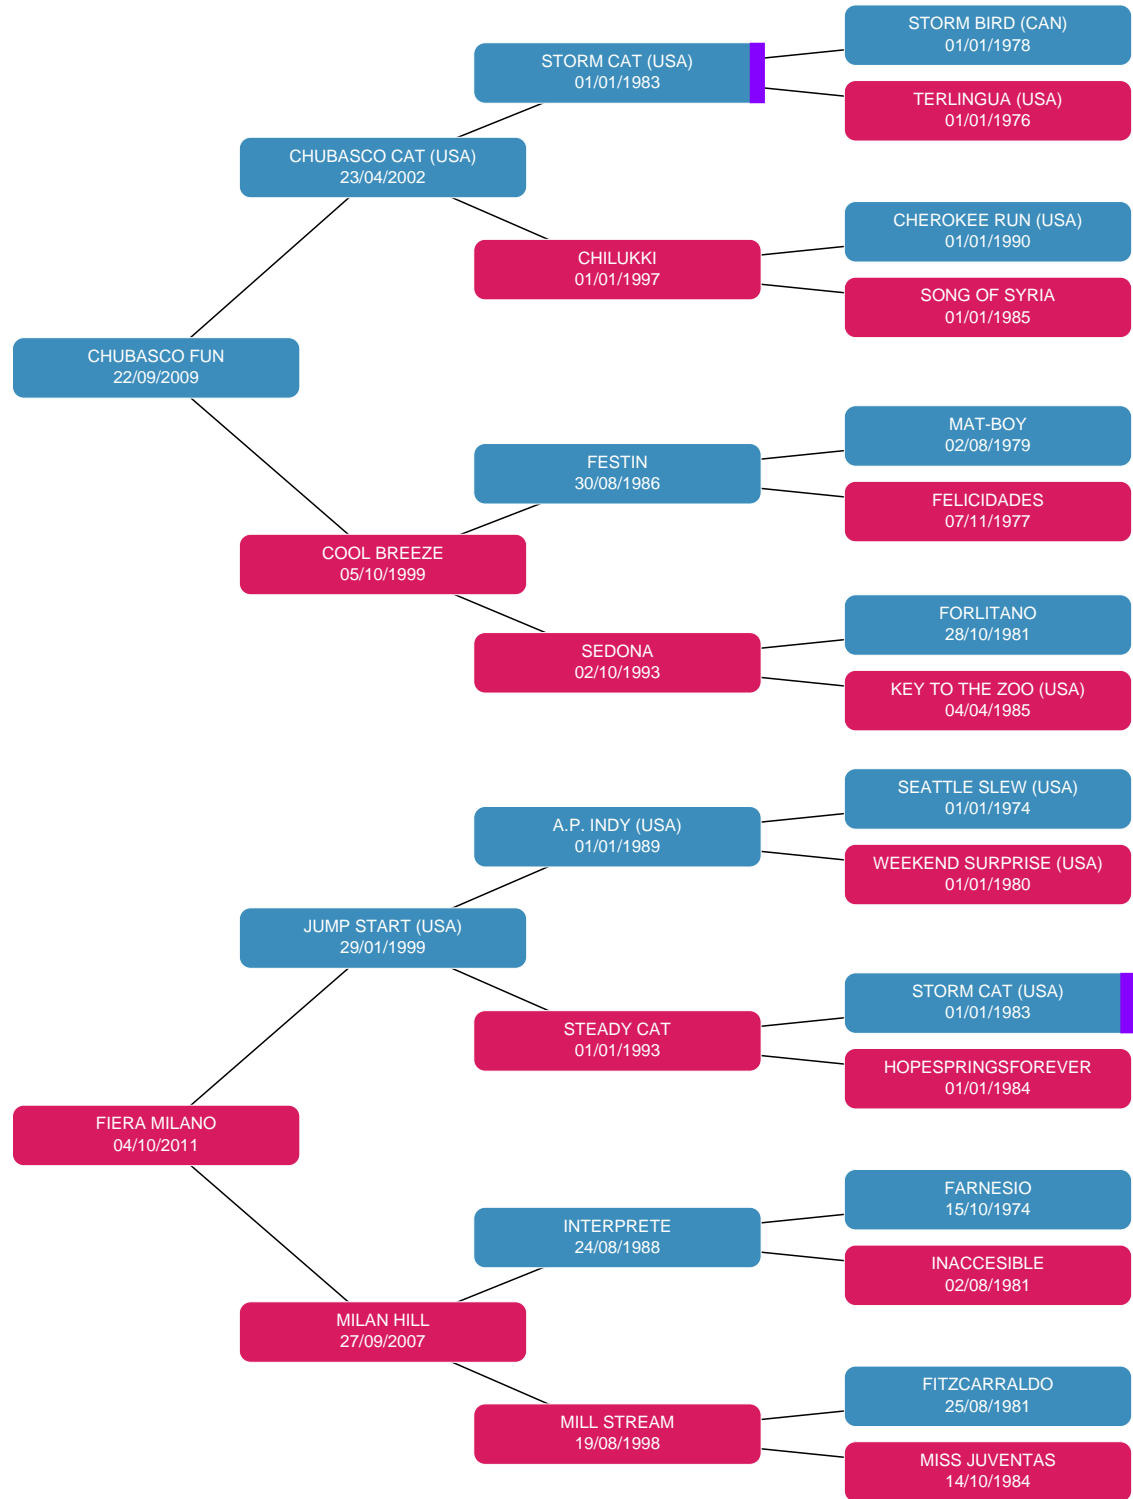 STORM BIRD (CAN)
01/01/1978
STORM CAT (USA)
01/01/1983
TERLINGUA (USA)
01/01/1976
CHUBASCO CAT (USA)
23/04/2002
CHEROKEE RUN (USA)
01/01/1990
CHILUKKI
01/01/1997
SONG OF SYRIA
01/01/1985
CHUBASCO FUN
22/09/2009
MAT-BOY
02/08/1979
FESTIN
30/08/1986
FELICIDADES
07/11/1977
COOL BREEZE
05/10/1999
FORLITANO
28/10/1981
SEDONA
02/10/1993
KEY TO THE ZOO (USA)
04/04/1985
SEATTLE SLEW (USA)
01/01/1974
A.P. INDY (USA)
01/01/1989
WEEKEND SURPRISE (USA)
01/01/1980
JUMP START (USA)
29/01/1999
STORM CAT (USA)
01/01/1983
STEADY CAT
01/01/1993
HOPESPRINGSFOREVER
01/01/1984
FIERA MILANO
04/10/2011
FARNESIO
15/10/1974
INTERPRETE
24/08/1988
INACCESIBLE
02/08/1981
MILAN HILL
27/09/2007
FITZCARRALDO
25/08/1981
MILL STREAM
19/08/1998
MISS JUVENTAS
14/10/1984